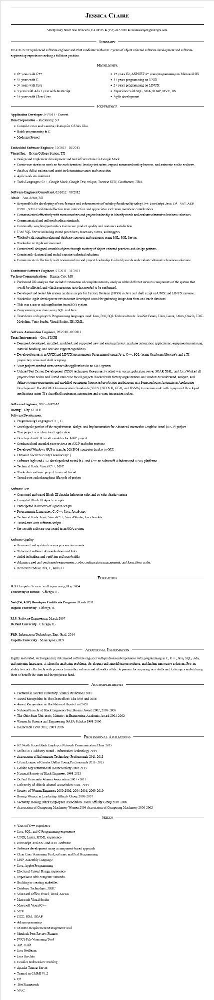 Jessica Claire
Montgomery Street San Francisco, CA 94105 ◆ (555) 432-1000 ◆ resumesample@example.com
Summary
HEADLINE Experienced software engineer and PhD candidate with over 7 years of object oriented software development and software
engineering experience seeking a full time position.
Highlights
• 6+ years with C++
• 5+ years with C
• 3+ years with Java
• 3 years with Ada 1 year with JavaScript
• 1+ years with Clear Case
• 1+ years C#, ASP.NET 4+ years programming on Microsoft OS
• 5+ years programming on UNIX
• 2+ years programming on LINUX
• Experience with SQL, SOA, SOAP, MVC, IIS
• Agile development
Experience
Application Developer, 03/2013 - Current
Ibm Corporation – Piscataway, NJ
• Compiler error and warning cleanup for C/Unix files.
• Batch programming in C.
• Medicare Project
Embedded Software Engineer, 10/2012 - 03/2013
Viasat Inc. – Bryan/College Station, TX
• Design and Implement development and test infrastructure via Google Mock
• Create user stories to work on for each iteration Develop test suites, expand automated testing harness, and automate end to end tests
• Analyze defect patterns and assist in determining cause and correction
• Agile work environment
• Tools/Languages: C++, Google Mock, Google Test, eclipse, Tortoise SVN, Confluence, JIRA.
Software Engineer/Consultant, 02/2012 - 08/2012
Altair – Ann Arbor, MI
• Responsible for developing of new features and enhancements of existing functionality using C++, JavaScript, Java, C#, .NET, ASP,
HTML, XML Facilitated effective team interaction and appreciates each team members' contributions
• Communicated effectively with team members and project leadership to identify needs and evaluate alternative business solutions.
• Communicated and enforced coding standards.
• Continually sought opportunities to increase product quality and customer satisfaction.
• Used SQL Server including stored procedures, functions, views, and triggers.
• Worked with complex relational database concepts and strategies using SQL, SQL Server.
• Worked in an Agile environment.
• Created well designed, reusable objects through mastery of object-oriented practices and design patterns.
• Consistently designed and coded superior technical solutions.
• Communicated effectively with team members and project leadership to identify needs and evaluate alternative business solutions
Contractor Software Engineer, 07/2011 - 11/2011
Verizon Communications – Kansas City, MO
• Performed DR analysis that included estimation of completion times, analysis of the different services/components of the system that
would be affected, and which regression tests that needed to be performed.
• Developed and tested file system analysis scripts for Factory Systems (FOSS) in Java and shell script on UNIX and LINUX systems.
• Worked in Agile development environment Developed a tool for gathering image data from an Oracle database.
• This was a server side application in an SOA system.
• Programming was done using SQL and Java
• Tested own code projects Programming languages used: Java, Perl, SQL Technical tools: JavaNet Beans, Unix, Linux, Struts, Oracle, UML
Modeling, Visio Studio, Visual Studio, IIS, XML.
Software Automation Engineer, 09/2010 - 06/2011
Texas Instruments – City, STATE
• Designed, developed, installed, modified, and supported new and existing factory machine automation applications, equipment monitoring,
material handling, and decision support capabilities.
• Developed projects in UNIX and LINUX environments Programmed using Java, C++, SQL (using Oracle middleware), and a TI
proprietary version of shell scripting.
• Most projects worked were server side applications in an SOA system
• Utilized Test Driven Development (TDD) techniques One project worked was on an application server SOAP, XML, and Java Worked all
projects from end to end Tested own code for all projects Worked with factory organizations and vendors to understand, analyze, and
define system requirements and modified equipment Supported production applications in a Semiconductor Automation Application
Development. Used SEMI Communication Standards (SECS I, SECS II, GEM, and HSMS) to communicate with equipment Developed
applications using TI's AutoShell equipment automation and system integration toolset.
Software Engineer, 2005 - 09/2010
Boeing – City, STATE
Software Development
• Programming Languages: C++, C
• Developed a portion of the requirements, design, and implementation for Advanced Interactive Graphics Panel (AIGP) project
• This project was a front end application
• Developed an ICD for all variables for AIGP project
• Conducted and attended peer reviews on AIGP and other projects
• Developed Windows GUI to transfer MS DOS computer display to GUI
• Obtained Secret Security Clearance (05)
• Software logic and GUI developed and tested in C and C++ on Microsoft Windows and UNIX platforms
• Technical Tools: Visual C++, MFC
• Worked on software project from end to end
• Tested own code throughout lifecycle of project
Software Test
• Converted and tested Block III Apache helicopter pilot and co-pilot display scripts
• Compiled Block III Apache scripts
• Participated in reviews of Apache scripts
• Programming Languages: C, C++, Java, JavaScript
• Technical Tools: Junit, Visual C++, Visual Studio, Java Servlets
• Tested own Java software scripts
• Server side software was tested in an SOA system
Software Quality
• Reviewed and updated various process documents
• Witnessed software demonstrations and tests
• Aided in loading and verifying software builds
• Administrated and performed requirements, code, configuration management, and formal test audits
• Reviewed code in Ada, C, and C++
Education
B.S: Computer Science and Engineering, May 2004
University of Illinois - Chicago, IL
Net (C#, ASP) Developer Certificate Program: March 2011
Depaul University - Chicago, IL
M.S: Software Engineering, March 2007
DePaul University - Chicago, IL
PhD: Information Technology, Exp. Grad, 2014
Capella University - Minneapolis, MN
Additional Information
Highly motivated, well organized, determined software engineer with professional experience with programming in C, C++, Java, SQL, Ada,
and scripting languages. A talent for analyzing problems, developing and simplifying procedures, and finding innovative solutions. Proven
ability to work effectively with persons from other cultures and all walks of life. A passion for acquiring new skills and techniques and utilizing
them to benefit the team and the project at hand.
Accomplishments
• Featured in DePaul University Alumni Publication 2010
• Award Recognition in The Chancellor's List 2005 and 2006
• Award Recognition in The National Dean's List 2002
• National Society of Black Engineers Torchbearer Award 2002, 2005-2006
• The Ohio State University Minority in Engineering Academic Award 2001-2002
• Women In Science and Engineering NASA Scholar 1998-2000
• Honor Roll 1998-2002, 2004-2006
Professional Affiliations
• HP North Texas Black Employee Network Communication Chair 2013
• Dallas ISD Advisory Board - Information Technology 2013
• Association of Information Technology Professionals 2011-2013
• Urban League of Greater Dallas Young Professionals 2011- 2013
• Golden Key International Honor Society 2006-2013
• National Society of Black Engineers 1998-2013
• DePaul University Alumni Association 2007 - 2013
• University of Illinois Alumni Association 2004- 2013
• Society of Women Engineers 2000-2002, 2004-2006, 2009-2010
• Boeing Women in Leadership Affinity Group 2005-2007
• Secretary, Boeing Black Employees Association- Mesa Affinity Group 2005-2008
• Association of Computing Machinery Women 2004 Association of Computing Machinery 2000-2002
Skills
• Years of C++ experience
• Java, SQL, and C Programming experience
• UNIX, Linux, HTML experience
• JavaScript, and XSL and XML software
• Software development using a component-based approach
• Clear Case Versioning Tool, software and Perl Programming
• LISP, Assembly Language
• Java, Applet Programming
• Electrical Circuit Design experience
• Experience with computer networks
• Building or creating makefiles
• Database Technology, JDBC
• Microsoft Office, Excel, Word, Access
• Microsoft Visual Studio
• Microsoft Visual C++
• MFC
• J2EE, SOA, SOAP
• Ada programming
• DOORS Requirement Management Tool
• Sherlock Peer Review Planner
• PVCS File Versioning Tool
• Ant, JUnit
• Java NetBeans
• Java Servlets
• Cookies and Session Tracking
• Apache Tomcat Server
• Trained in CMMI V1.2
• C#
• .Net Framework
• MVC